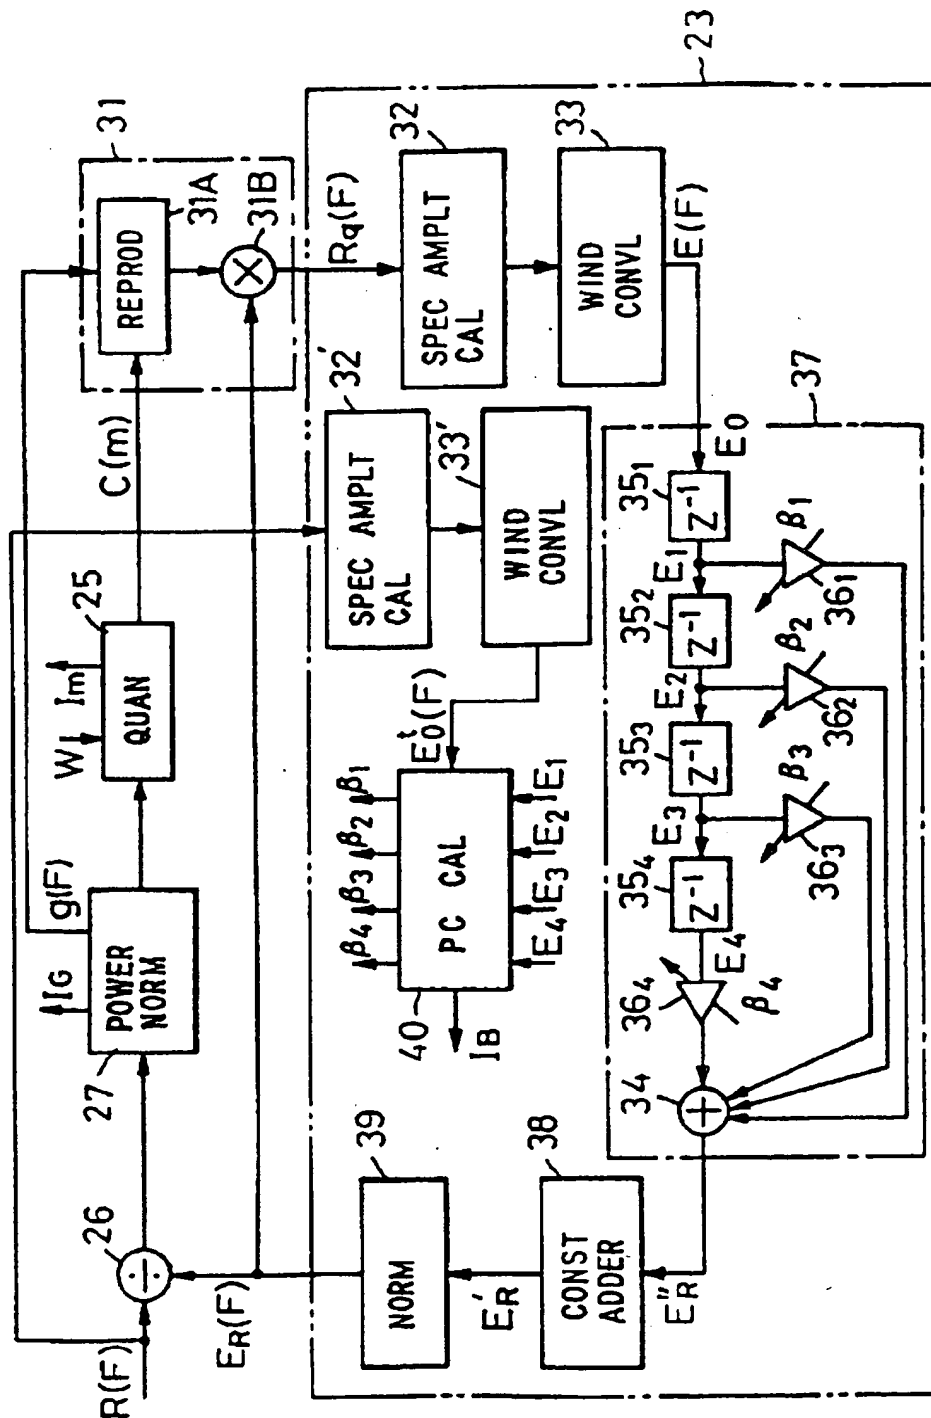 R(F)
26
÷
27
POWER
NORM
IG
g(F)
25
QUAN
W
Im
C(m)
31
REPROD
31A
×
31B
Rq(F)
ER(F)
23
32'
SPEC AMPLT
CAL
33'
WIND
CONVL
32
SPEC AMPLT
CAL
33
WIND
CONVL
E(F)
Eᵗ0(F)
PC CAL
40
IB
β4 β3 β2 β1
E4 E3 E2 E1
39
NORM
E'R
38
CONST
ADDER
E"R
37
34
+
E0
351
Z⁻¹
E1
352
Z⁻¹
E2
353
Z⁻¹
E3
354
Z⁻¹
E4
364
β4
β3
363
β2
362
β1
361